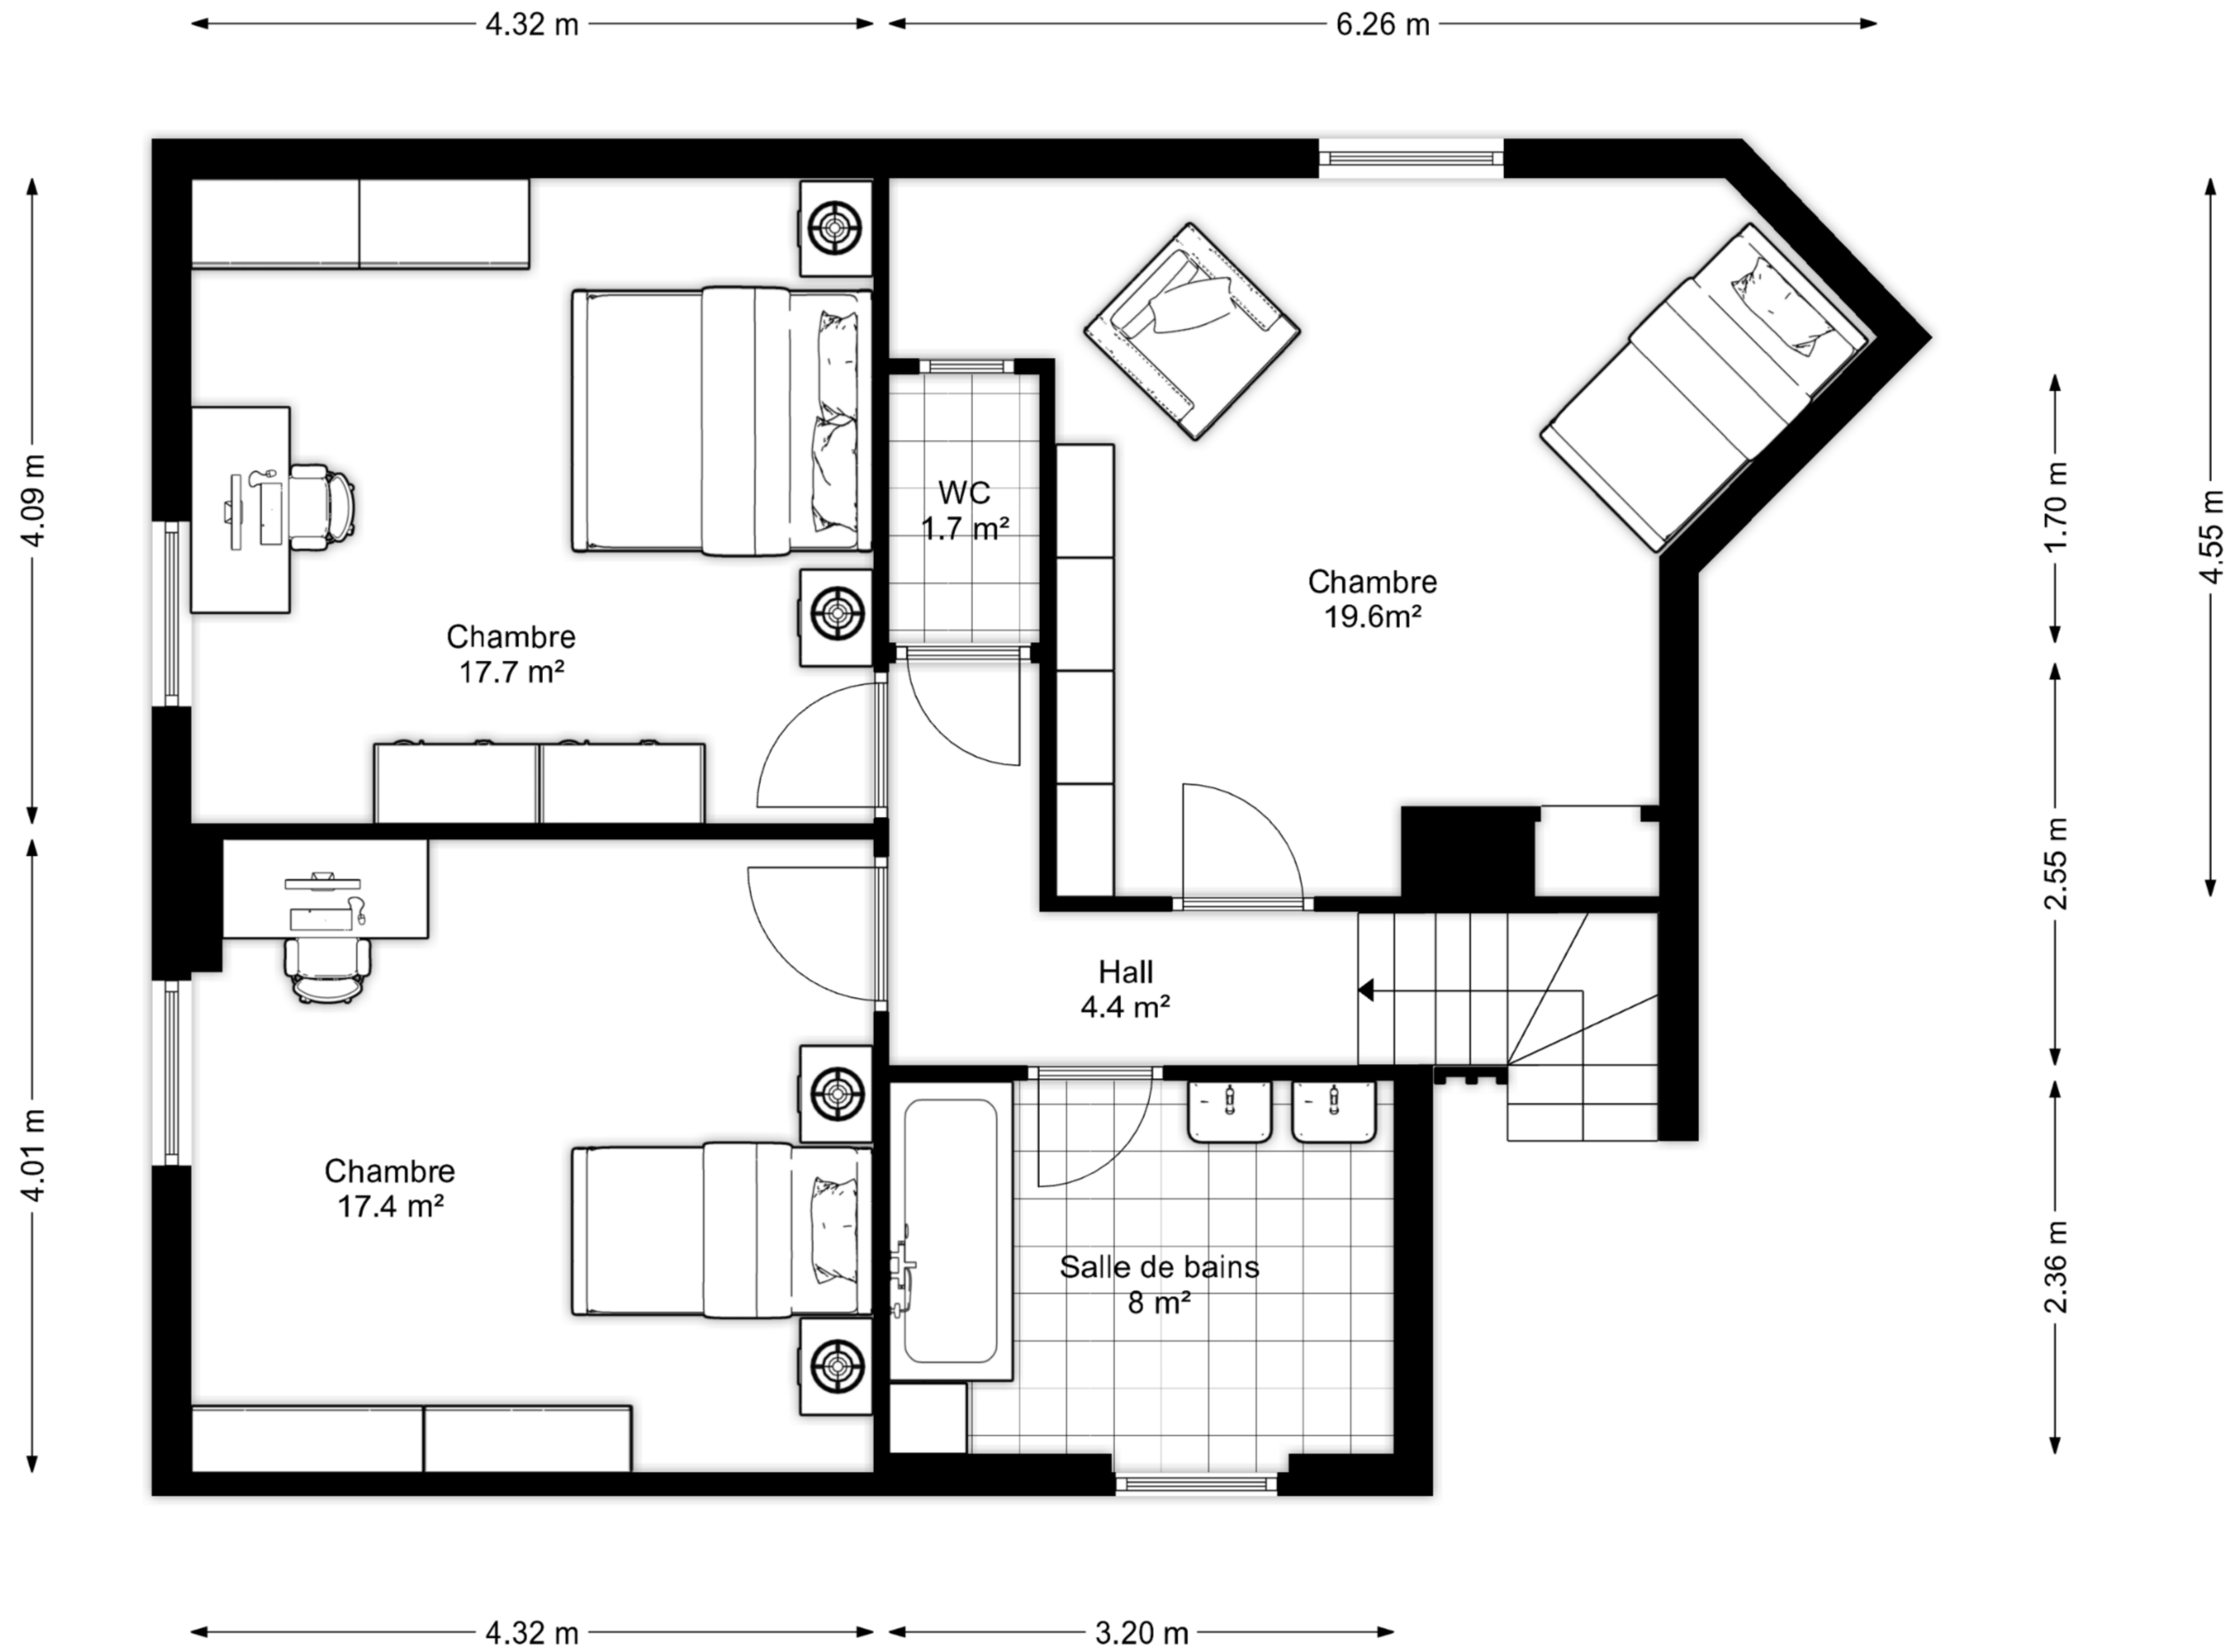 4.32 m
6.26 m
4.09 m
4.01 m
1.70 m
2.55 m
2.36 m
4.55 m
WC
1.7 m²
Chambre
19.6m²
Chambre
17.7 m²
Hall
4.4 m²
Chambre
17.4 m²
Salle de bains
8 m²
4.32 m
3.20 m